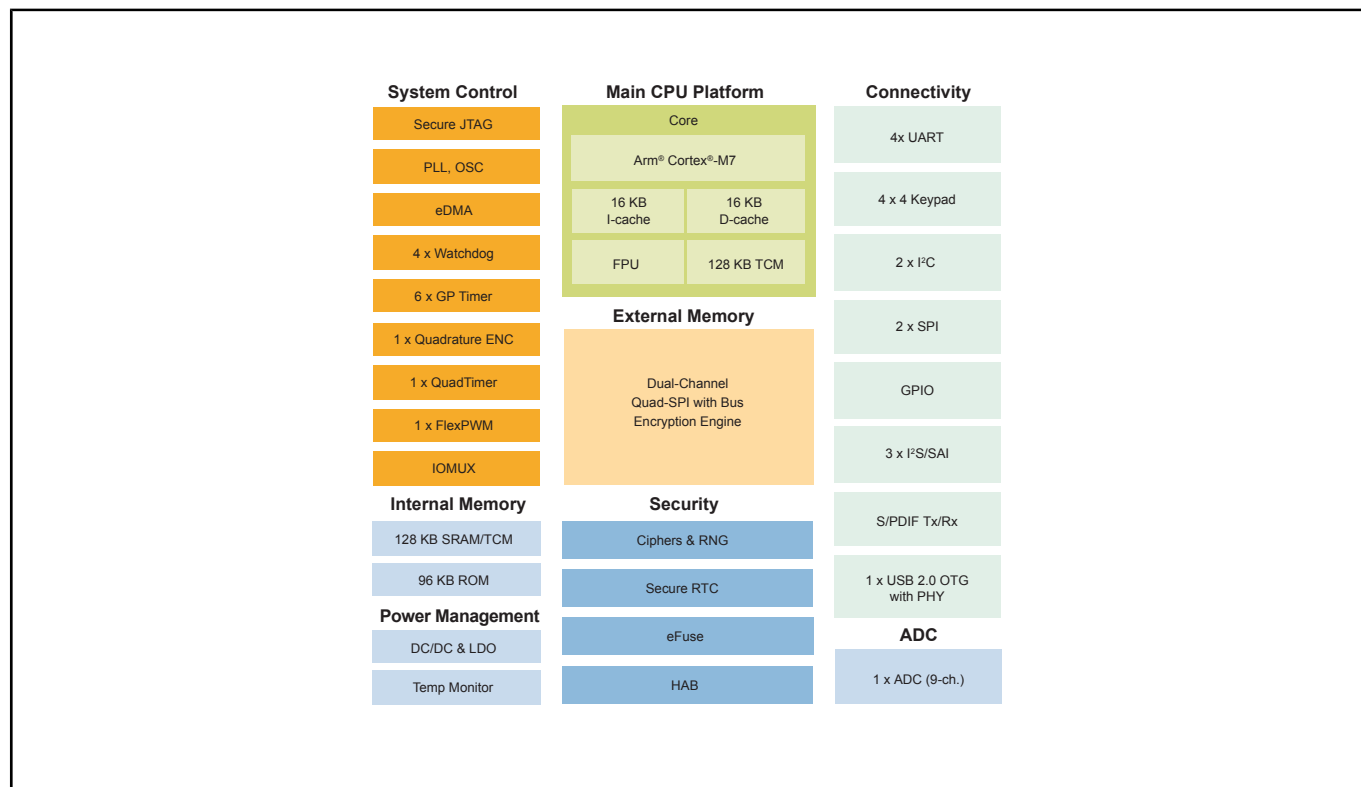 System Control
Secure JTAG
PLL, OSC
eDMA
4 x Watchdog
6 x GP Timer
1 x Quadrature ENC
1 x QuadTimer
1 x FlexPWM
IOMUX
Internal Memory
128 KB SRAM/TCM
96 KB ROM
Power Management
DC/DC & LDO
Temp Monitor
Main CPU Platform
Core
Arm® Cortex®-M7
16 KB
I-cache
16 KB
D-cache
FPU
128 KB TCM
External Memory
Dual-Channel
Quad-SPI with Bus
Encryption Engine
Security
Ciphers & RNG
Secure RTC
eFuse
HAB
Connectivity
4x UART
4 x 4 Keypad
2 x I²C
2 x SPI
GPIO
3 x I²S/SAI
S/PDIF Tx/Rx
1 x USB 2.0 OTG
with PHY
ADC
1 x ADC (9-ch.)